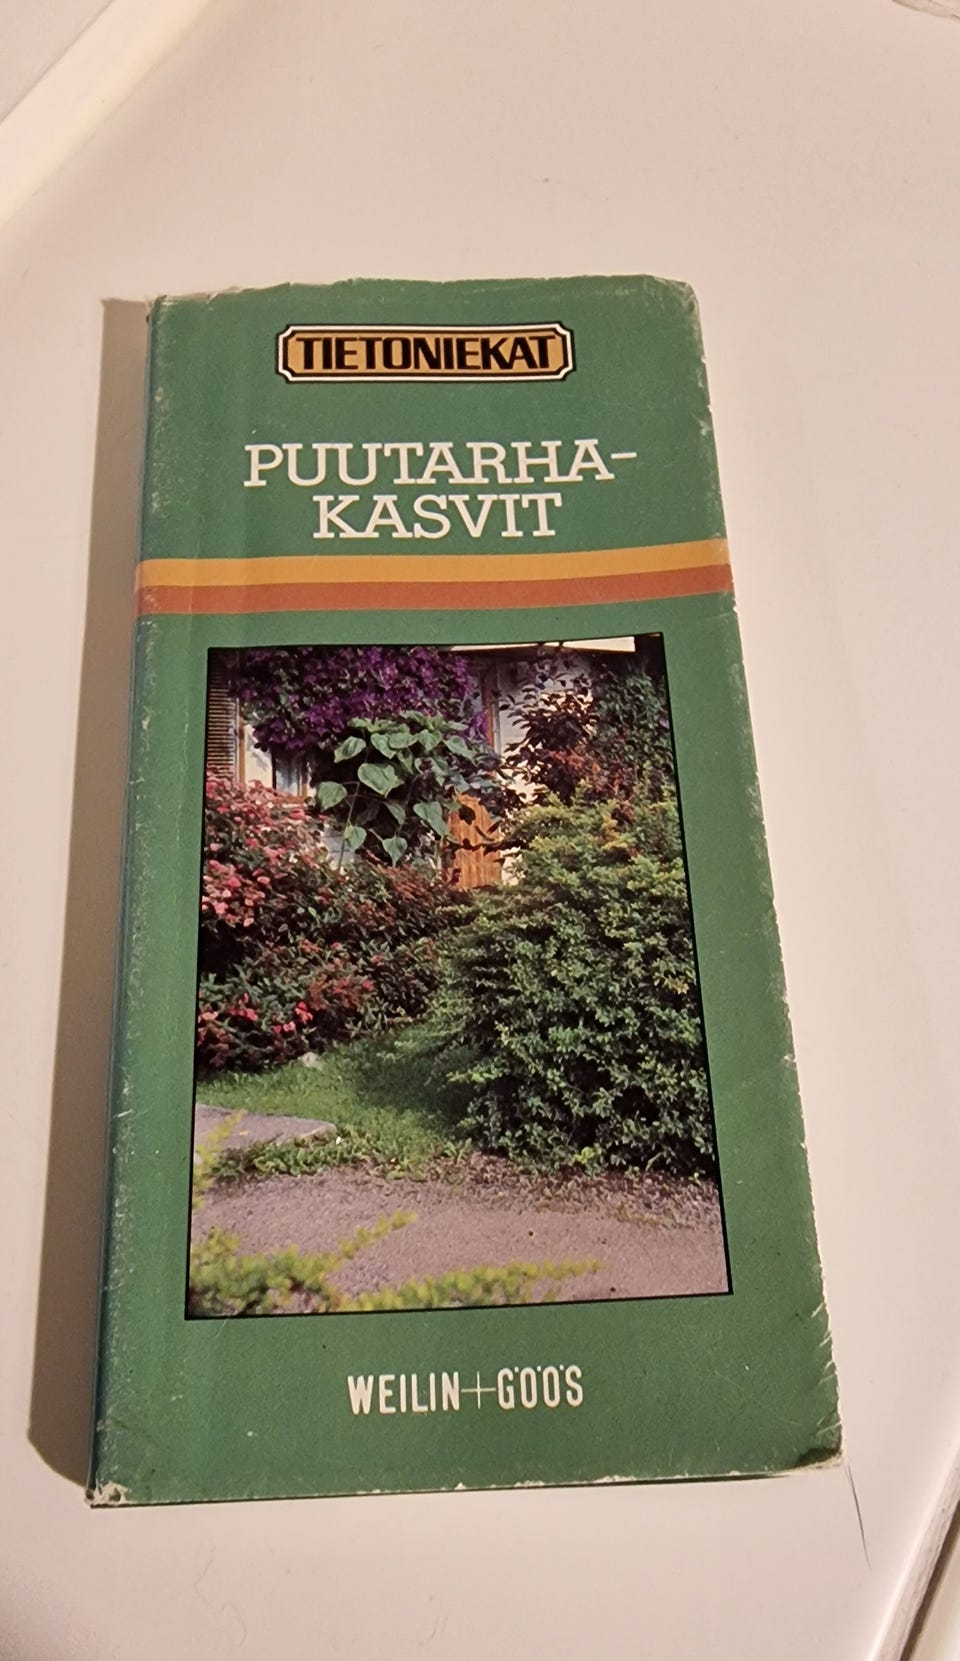 TIETONIEKAT
PUUTARHA-
KASVIT
WEILIN+GÖÖS